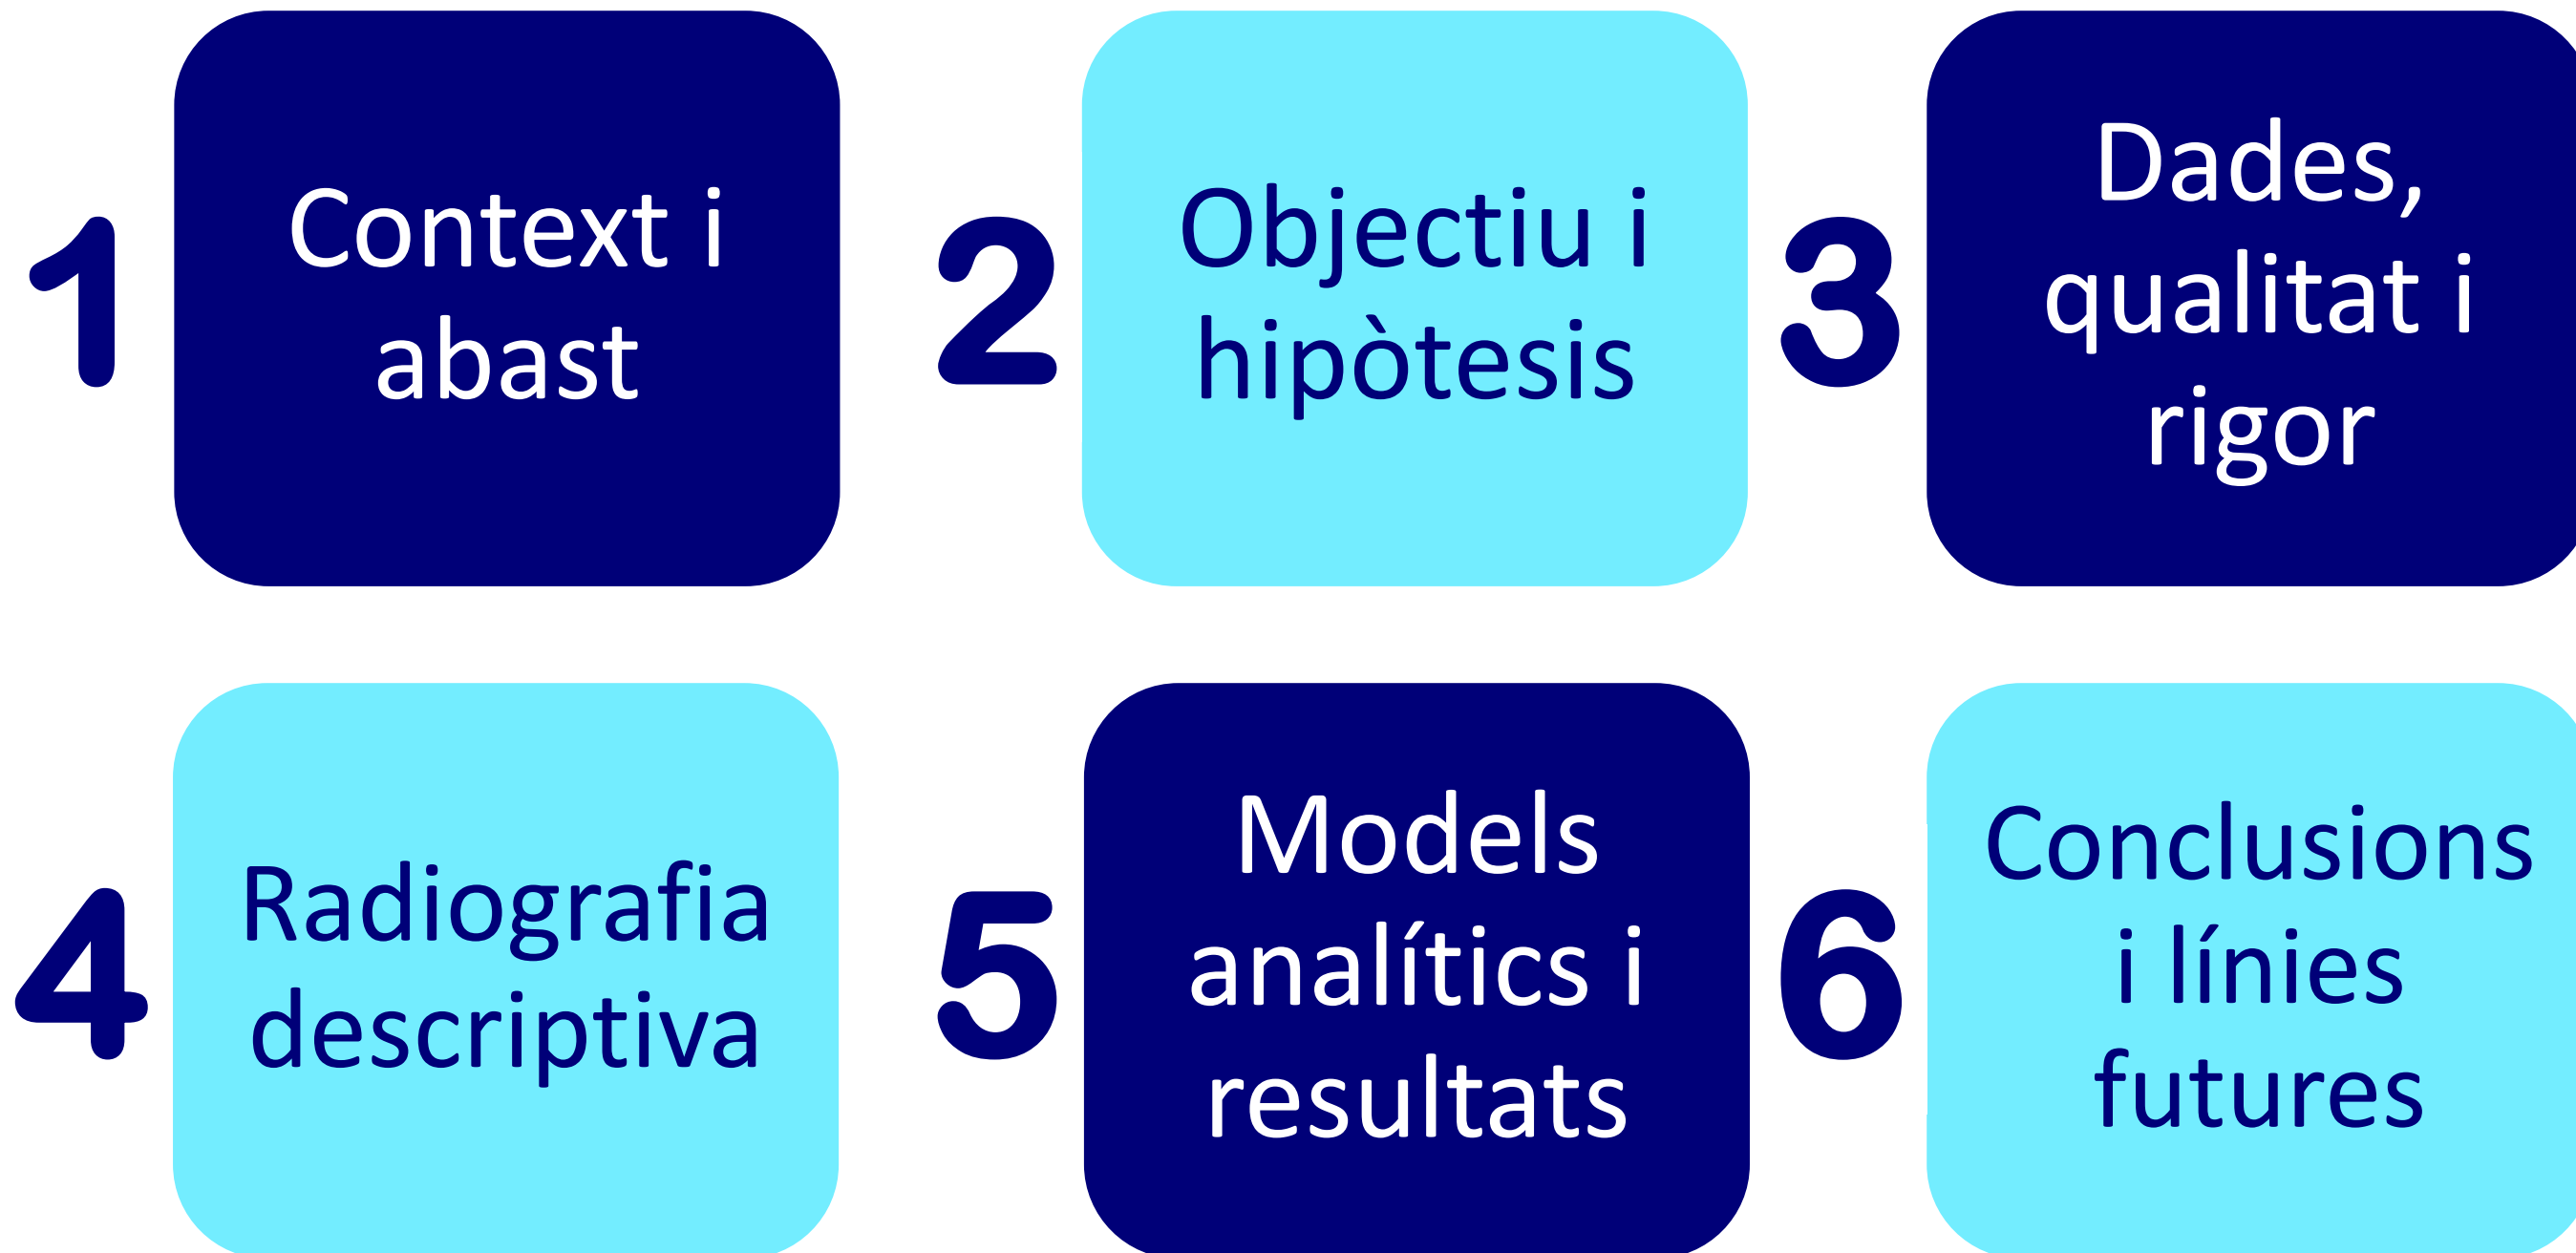 1
Context i
abast
2
Objectiu i
hipòtesis
3
Dades,
qualitat i
rigor
4
Radiografia
descriptiva
5
Models
analítics i
resultats
6
Conclusions
i línies
futures